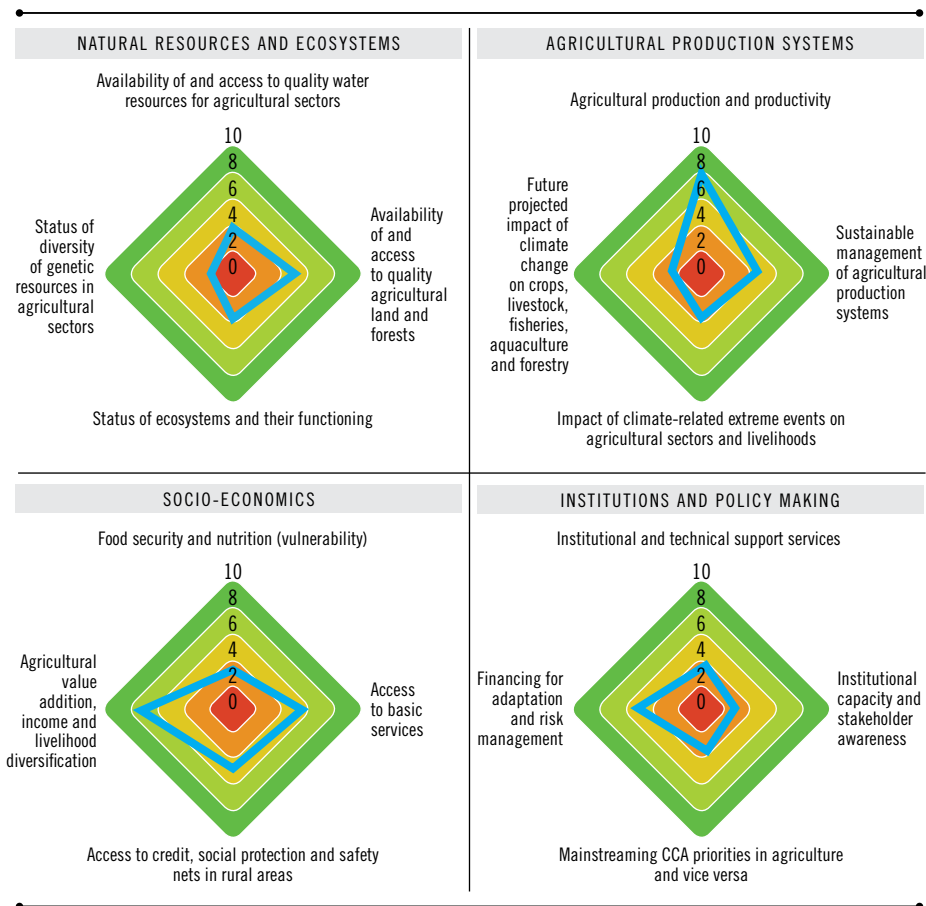 NATURAL RESOURCES AND ECOSYSTEMS
Availability of and access to quality water
resources for agricultural sectors
10
8
6
4
2
0
Status of
diversity
of genetic
resources in
agricultural
sectors
Availability
of and
access
to quality
agricultural
land and
forests
Status of ecosystems and their functioning
AGRICULTURAL PRODUCTION SYSTEMS
Agricultural production and productivity
10
8
6
4
2
0
Future
projected
impact of
climate
change
on crops,
livestock,
fisheries,
aquaculture
and forestry
Sustainable
management
of agricultural
production
systems
Impact of climate-related extreme events on
agricultural sectors and livelihoods
SOCIO-ECONOMICS
Food security and nutrition (vulnerability)
10
8
6
4
2
0
Agricultural
value
addition,
income and
livelihood
diversification
Access
to basic
services
Access to credit, social protection and safety
nets in rural areas
INSTITUTIONS AND POLICY MAKING
Institutional and technical support services
10
8
6
4
2
0
Financing for
adaptation
and risk
management
Institutional
capacity and
stakeholder
awareness
Mainstreaming CCA priorities in agriculture
and vice versa